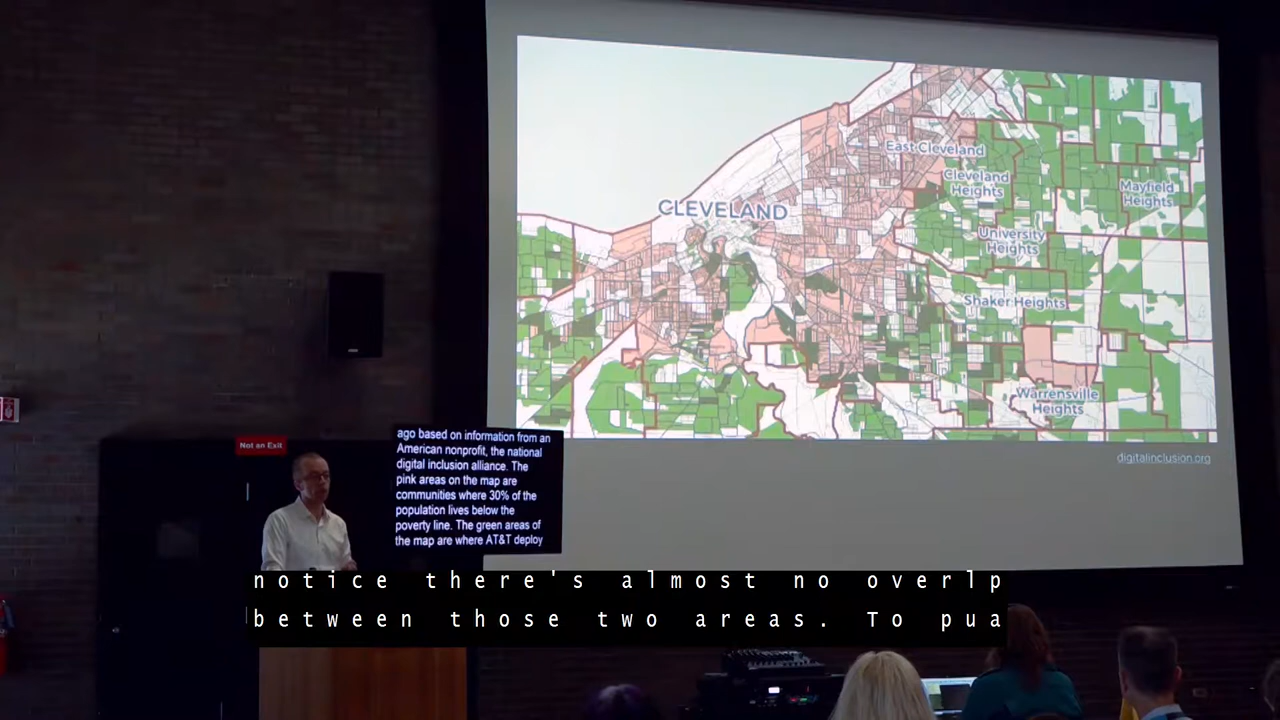 East Cleveland
Cleveland
Heights
Mayfield
Heights
CLEVELAND
University
Heights
Shaker Heights
Warrensville
Heights
digitalinclusion.org
Not an Exit
ago based on information from an
American nonprofit, the national
digital inclusion alliance. The
pink areas on the map are
communities where 30% of the
population lives below the
poverty line. The green areas of
the map are where AT&T deploy
notice there's almost no overlp
between those two areas. To pua